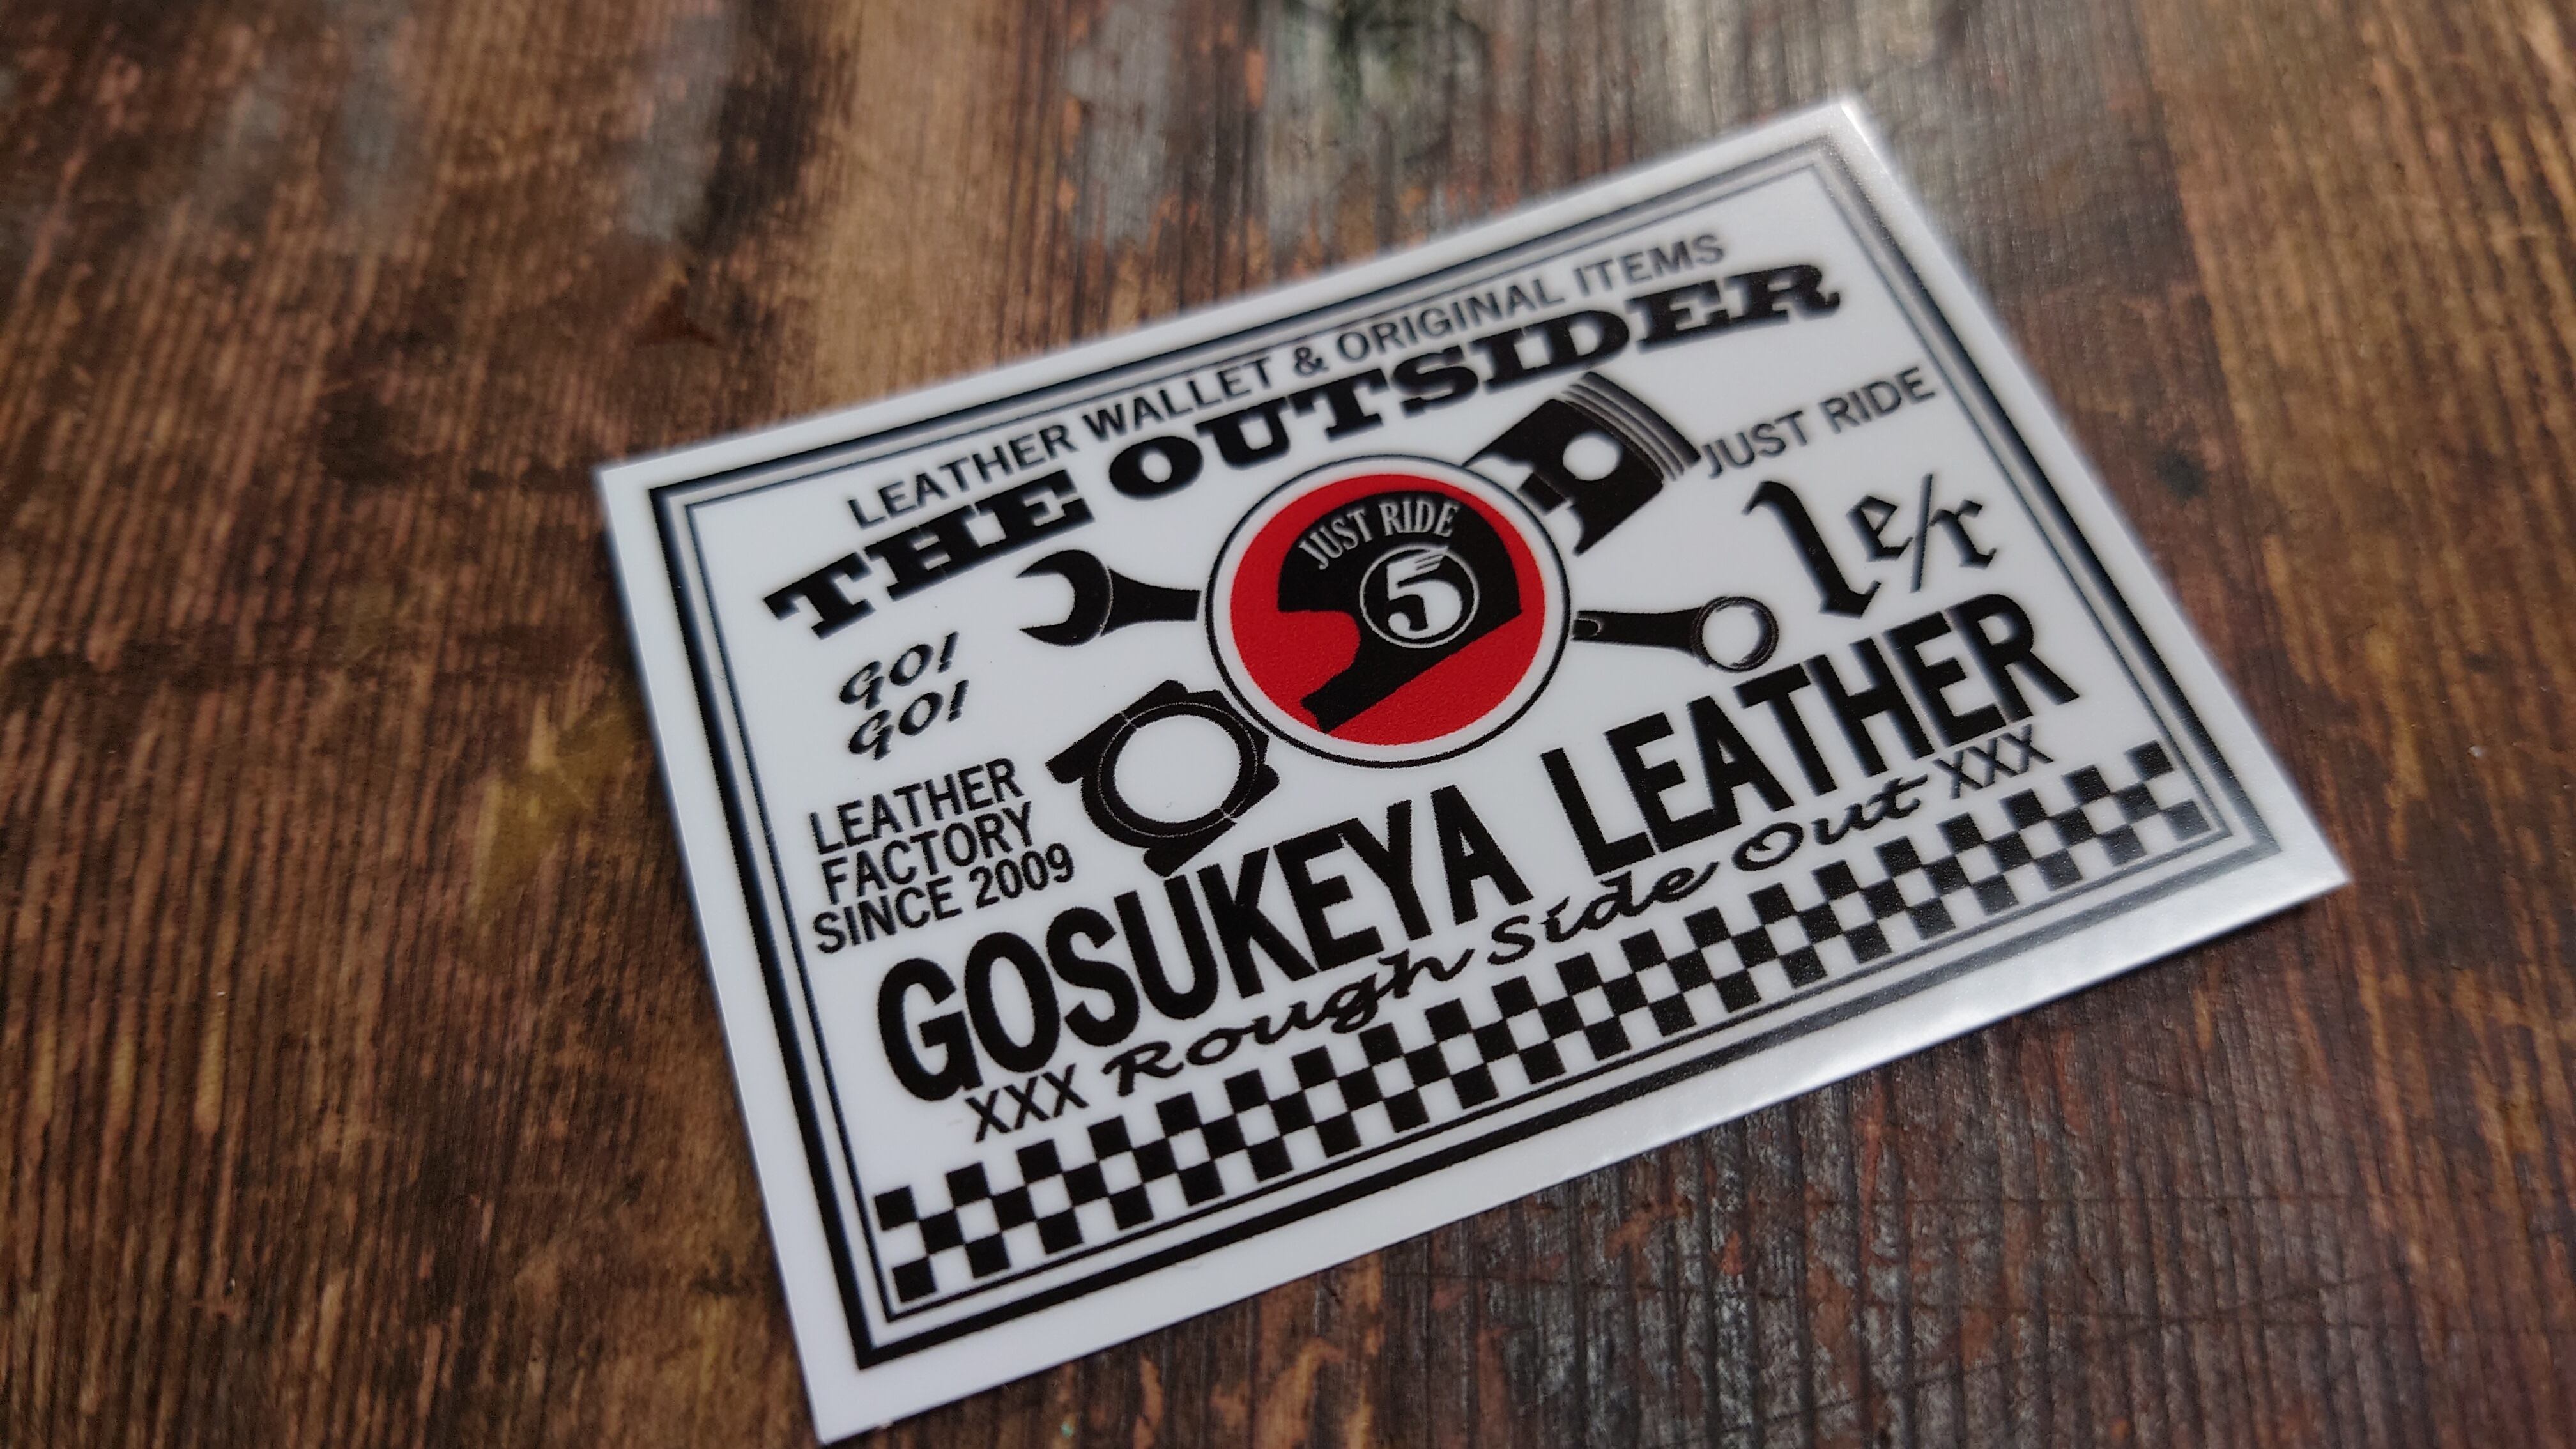 LEATHER WALLET & ORIGINAL ITEMS
THE OUTSIDER
JUST RIDE
le/r
JUST RIDE
5
GO!
GO!
LEATHER
FACTORY
SINCE 2009
GOSUKEYA LEATHER
XXX Rough Side Out XXX